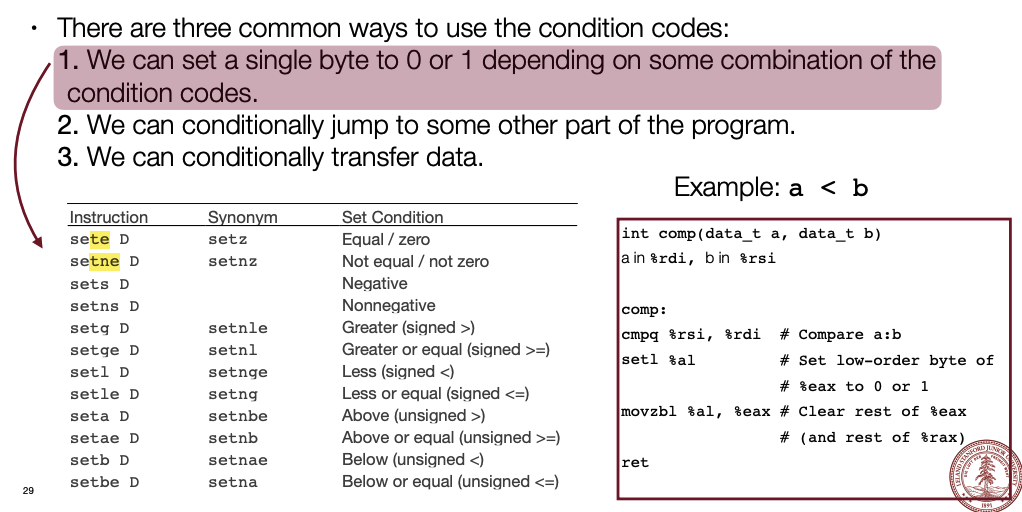 • There are three common ways to use the condition codes:
1. We can set a single byte to 0 or 1 depending on some combination of the
condition codes.
2. We can conditionally jump to some other part of the program.
3. We can conditionally transfer data.
Instruction Synonym Set Condition
sete D setz Equal / zero
setne D setnz Not equal / not zero
sets D Negative
setns D Nonnegative
setg D setnle Greater (signed >)
setge D setnl Greater or equal (signed >=)
setl D setnge Less (signed <)
setle D setng Less or equal (signed <=)
seta D setnbe Above (unsigned >)
setae D setnb Above or equal (unsigned >=)
setb D setnae Below (unsigned <)
setbe D setna Below or equal (unsigned <=)
Example: a < b
int comp(data_t a, data_t b)
a in %rdi, b in %rsi
comp:
cmpq %rsi, %rdi # Compare a:b
setl %al # Set low-order byte of
# %eax to 0 or 1
movzbl %al, %eax # Clear rest of %eax
# (and rest of %rax)
ret
29
LELAND STANFORD JUNIOR UNIVERSITY
1891